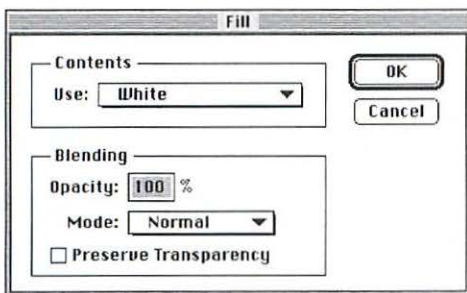 Fill
Contents
Use: White
OK
Cancel
Blending
Opacity: 100 %
Mode: Normal
Preserve Transparency